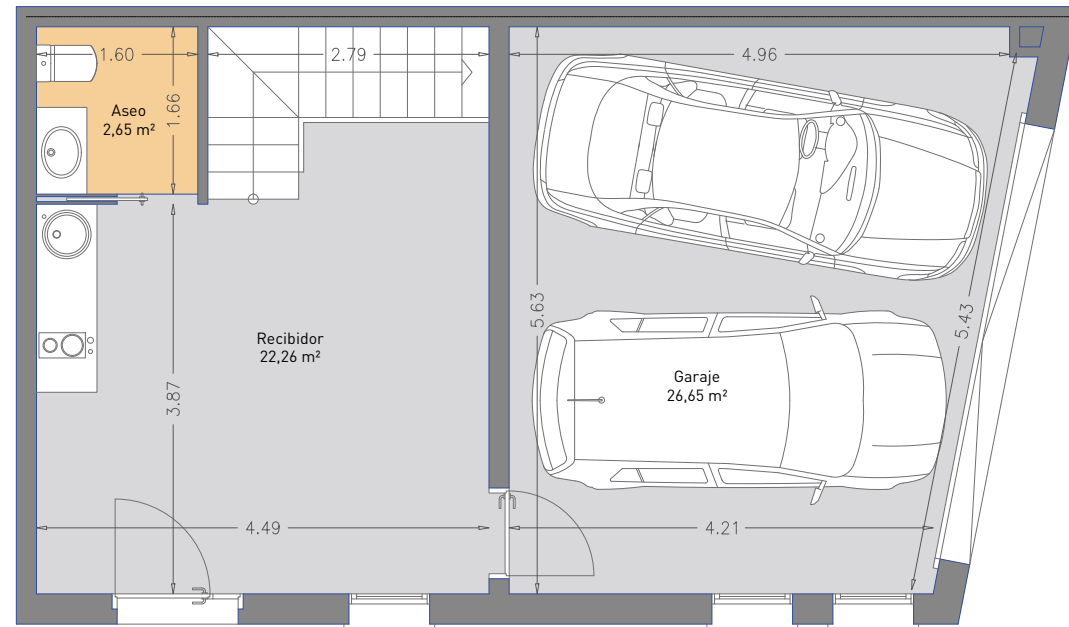 1.60
2.79
4.96
Aseo
2,65 m²
1.66
5.63
5.43
Recibidor
22,26 m²
3.87
Garaje
26,65 m²
4.49
4.21